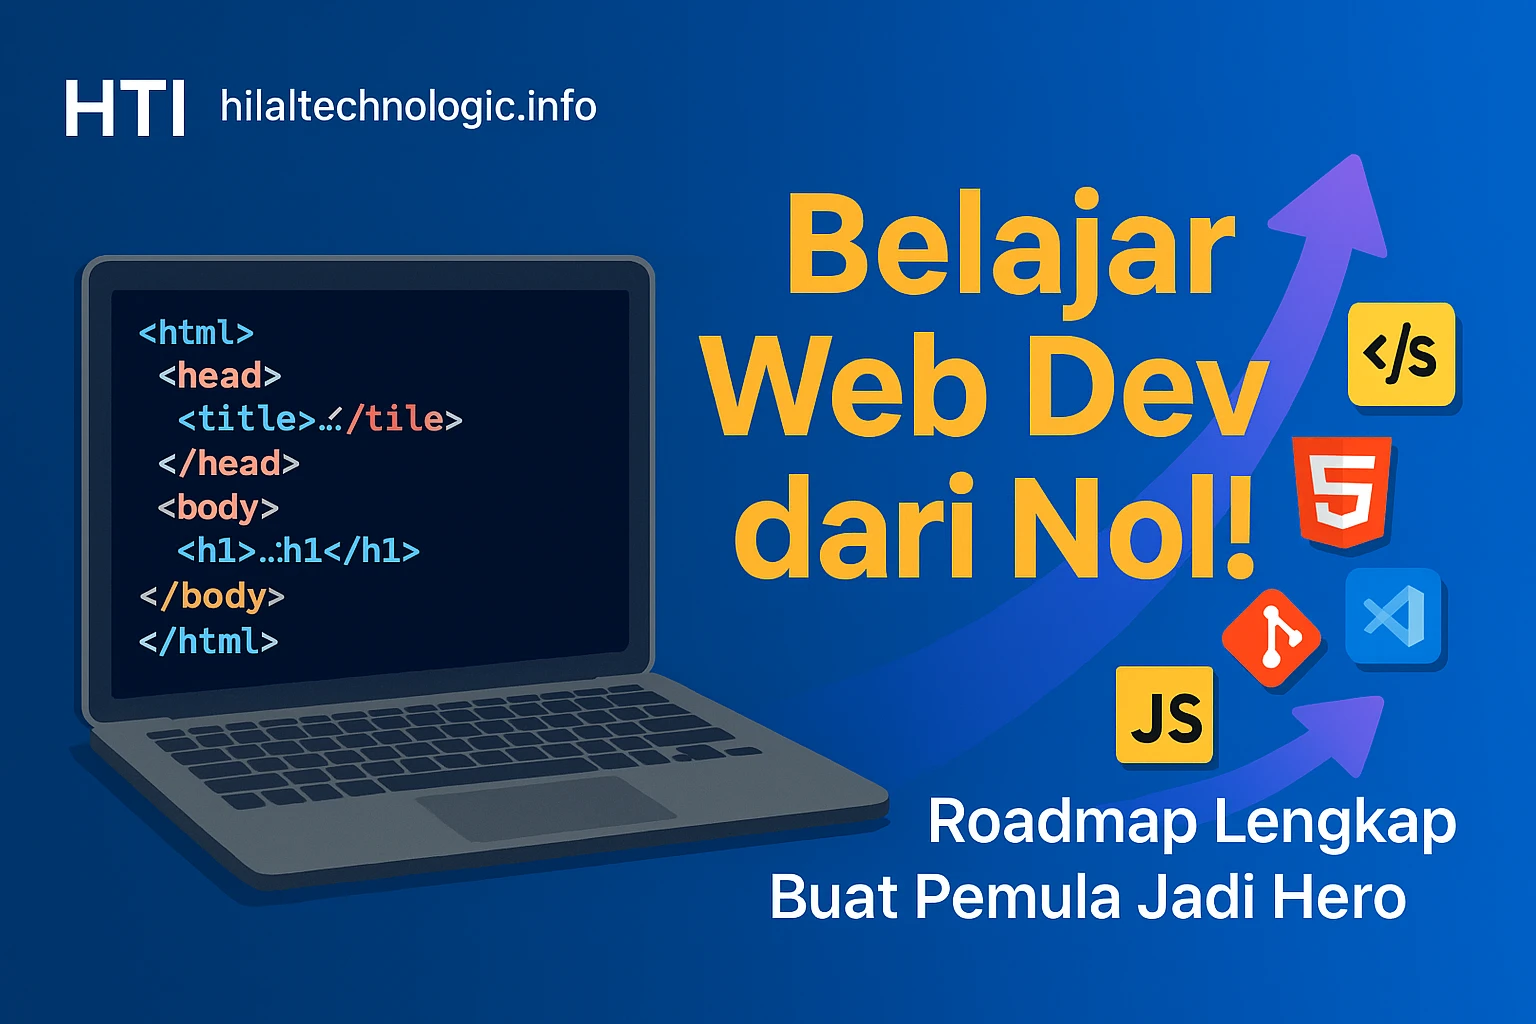 HTI hilaltechnologic.info
<html>
<head>
<title>../tile>
</head>
<body>
<h1>..:h1</h1>
</body>
</html>
Belajar
Web Dev
dari Nol!
</s
5
JS
Roadmap Lengkap
Buat Pemula Jadi Hero